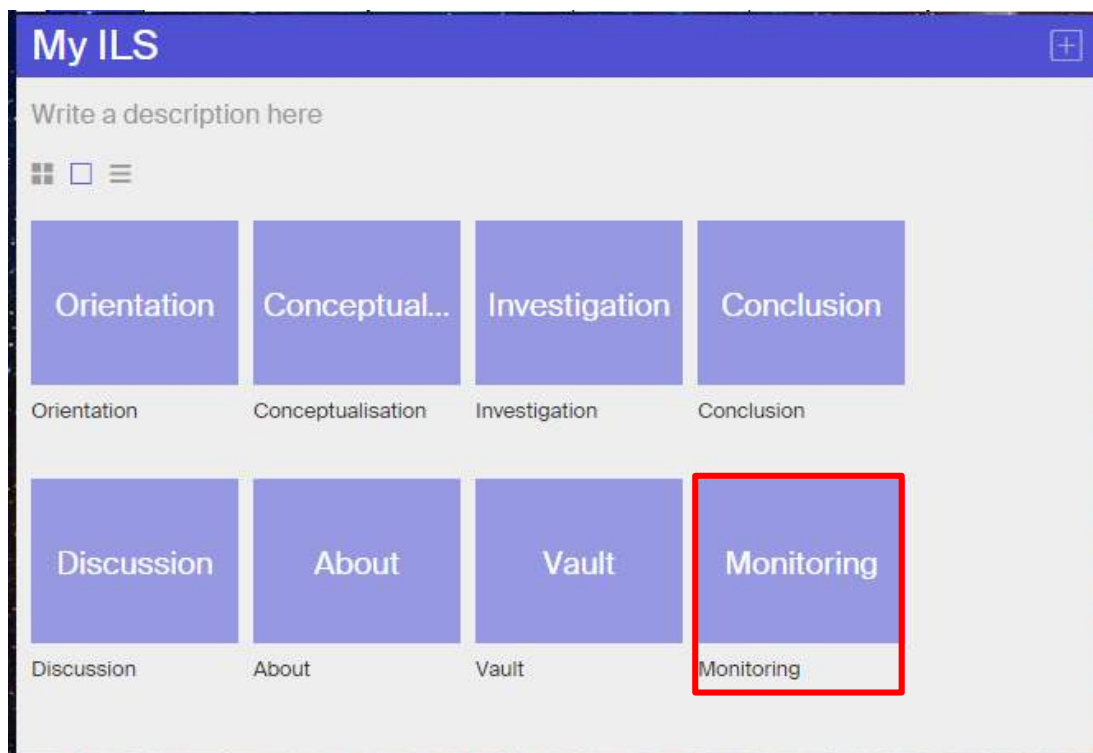 My ILS
Write a description here
Orientation Conceptual... Investigation Conclusion
Orientation Conceptualisation Investigation Conclusion
Discussion About Vault Monitoring
Discussion About Vault Monitoring